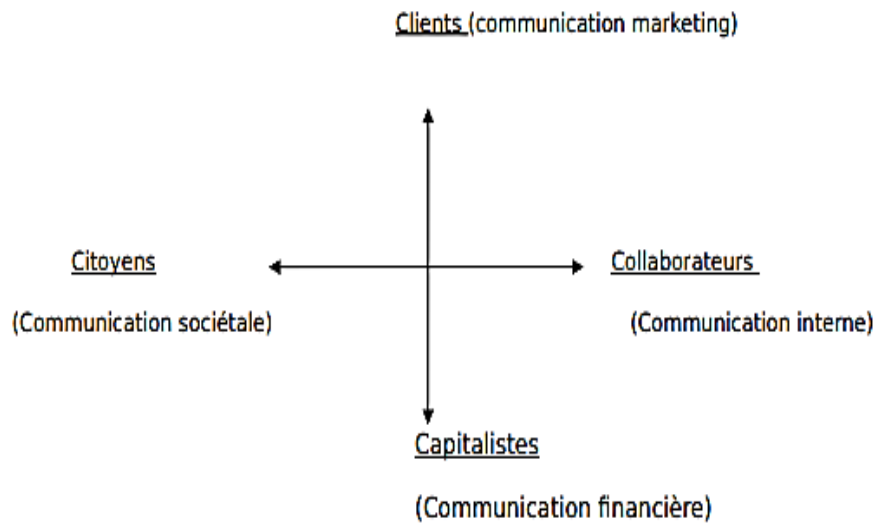 Clients (communication marketing)
Citoyens
Collaborateurs
(Communication sociétale)
(Communication interne)
Capitalistes
(Communication financière)